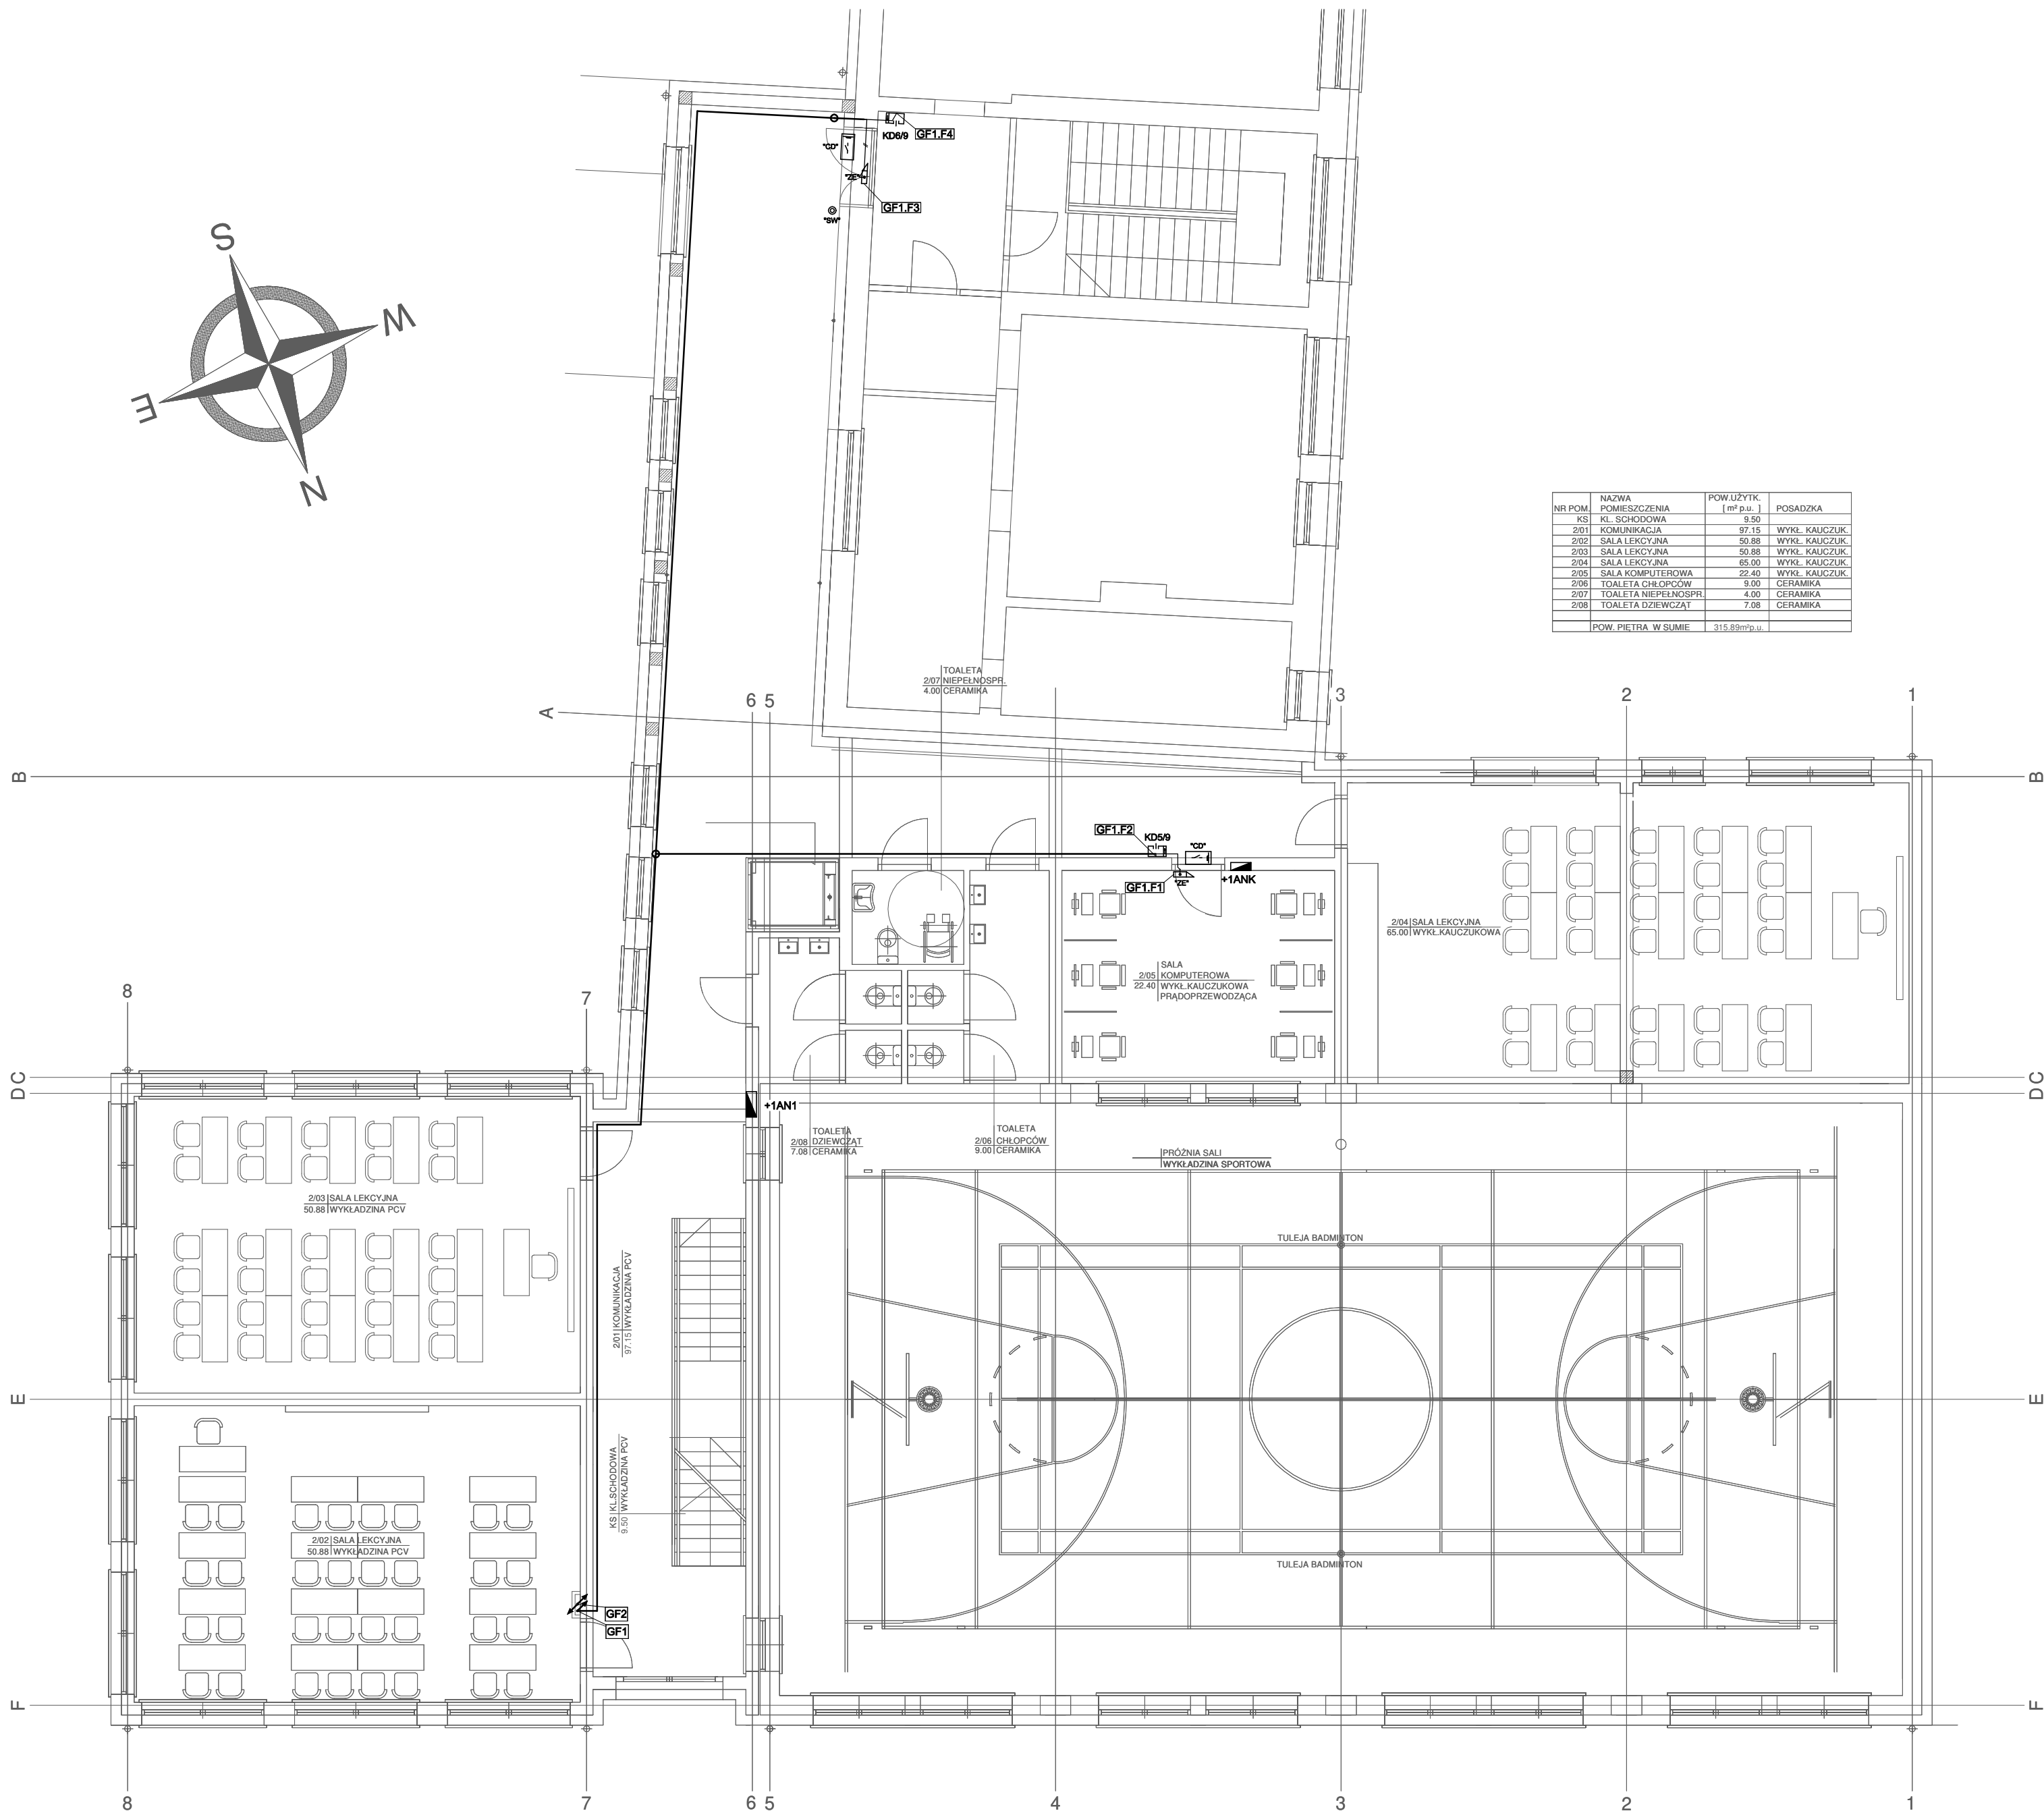 KD6/9
GF1.F4
"CD"
"ZE"
GF1.F3
"SW"
S
W
E
N
NR POM. NAZWA POMIESZCZENIA POW.UŻYTK. [ m² p.u. ] POSADZKA
KS KL. SCHODOWA 9.50
2/01 KOMUNIKACJA 97.15 WYKŁ. KAUCZUK.
2/02 SALA LEKCYJNA 50.88 WYKŁ. KAUCZUK.
2/03 SALA LEKCYJNA 50.88 WYKŁ. KAUCZUK.
2/04 SALA LEKCYJNA 65.00 WYKŁ. KAUCZUK.
2/05 SALA KOMPUTEROWA 22.40 WYKŁ. KAUCZUK.
2/06 TOALETA CHŁOPCÓW 9.00 CERAMIKA
2/07 TOALETA NIEPEŁNOSPR. 4.00 CERAMIKA
2/08 TOALETA DZIEWCZĄT 7.08 CERAMIKA
POW. PIĘTRA W SUMIE 315.89m²p.u.
TOALETA
2/07 NIEPEŁNOSPR.
4.00 CERAMIKA
6 5
3
2
1
A
B
B
GF1.F2
KD5/9
"CD"
GF1.F1
"ZE"
+1ANK
2/04 SALA LEKCYJNA
65.00 WYKŁ.KAUCZUKOWA
SALA
2/05 KOMPUTEROWA
22.40 WYKŁ.KAUCZUKOWA
PRĄDOPRZEWODZĄCA
8
7
C
D
C
D
+1AN1
TOALETA
2/08 DZIEWCZĄT
7.08 CERAMIKA
TOALETA
2/06 CHŁOPCÓW
9.00 CERAMIKA
PRÓŻNIA SALI
WYKŁADZINA SPORTOWA
2/03 SALA LEKCYJNA
50.88 WYKŁADZINA PCV
TULEJA BADMINTON
2/01 KOMUNIKACJA
97.15 WYKŁADZINA PCV
E
E
KS KL.SCHODOWA
9.50 WYKŁADZINA PCV
2/02 SALA LEKCYJNA
50.88 WYKŁADZINA PCV
TULEJA BADMINTON
GF2
GF1
F
F
8
7
6 5
4
3
2
1